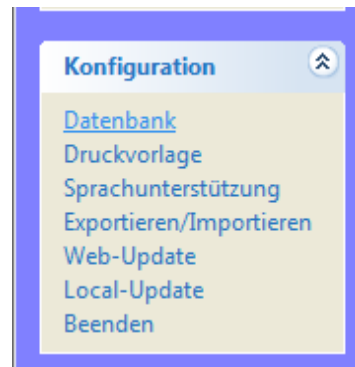 Konfiguration
Datenbank
Druckvorlage
Sprachunterstützung
Exportieren/Importieren
Web-Update
Local-Update
Beenden